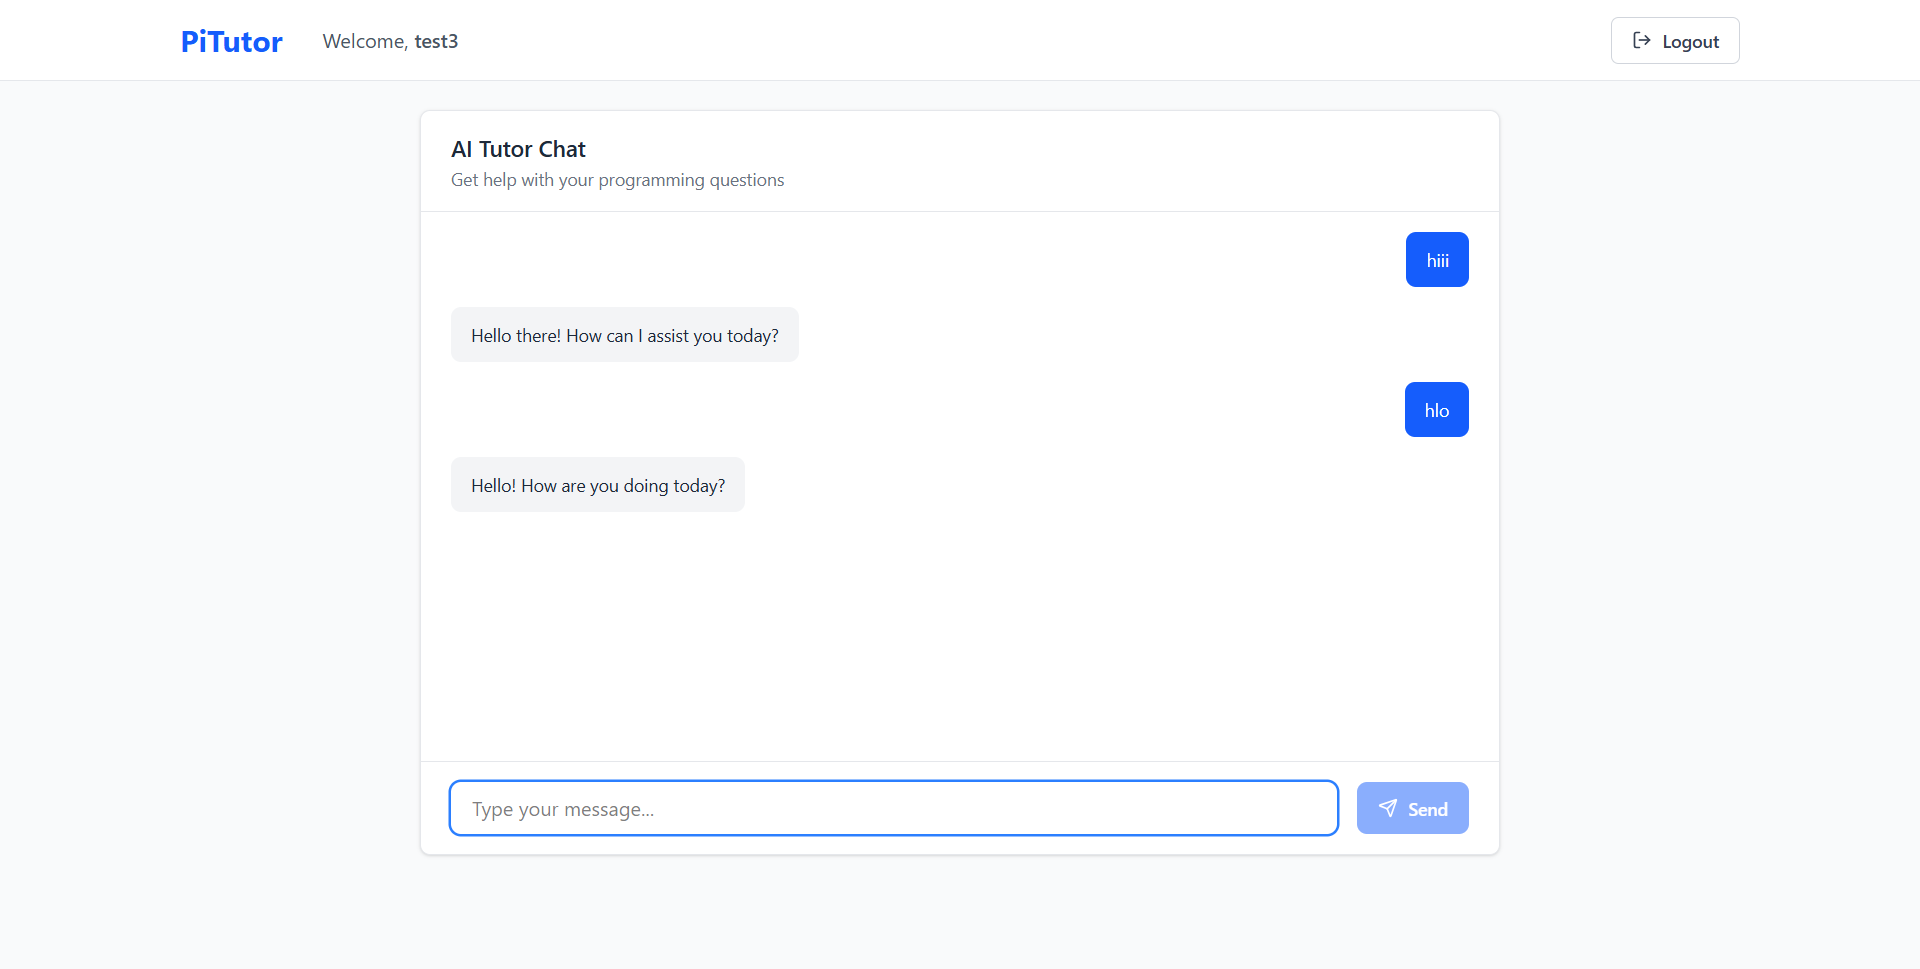 PiTutor
Welcome, test3
Logout
AI Tutor Chat
Get help with your programming questions
hiii
Hello there! How can I assist you today?
hlo
Hello! How are you doing today?
Type your message...
Send